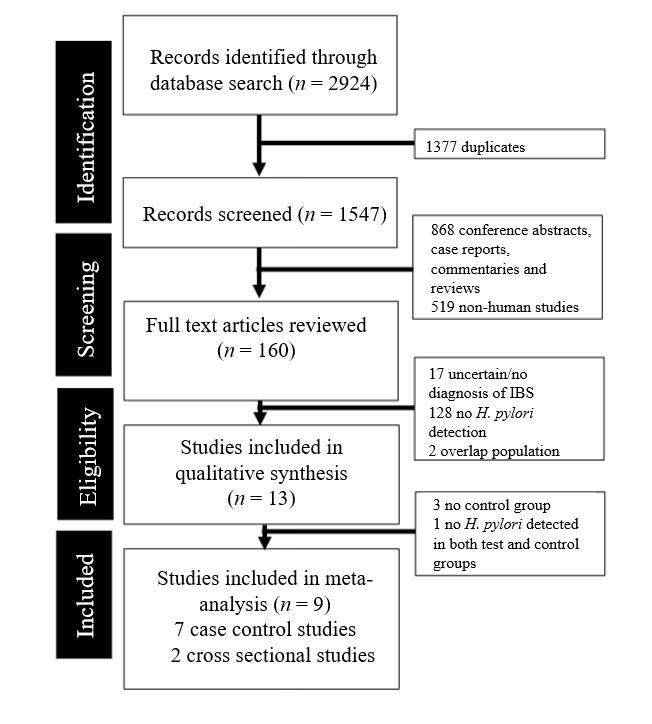 Identification
Records identified through
database search (n = 2924)
1377 duplicates
Records screened (n = 1547)
Screening
868 conference abstracts,
case reports,
commentaries and
reviews
519 non-human studies
Full text articles reviewed
(n = 160)
Eligibility
17 uncertain/no
diagnosis of IBS
128 no H. pylori
detection
2 overlap population
Studies included in
qualitative synthesis
(n = 13)
3 no control group
1 no H. pylori detected
in both test and control
groups
Included
Studies included in meta-
analysis (n = 9)
7 case control studies
2 cross sectional studies